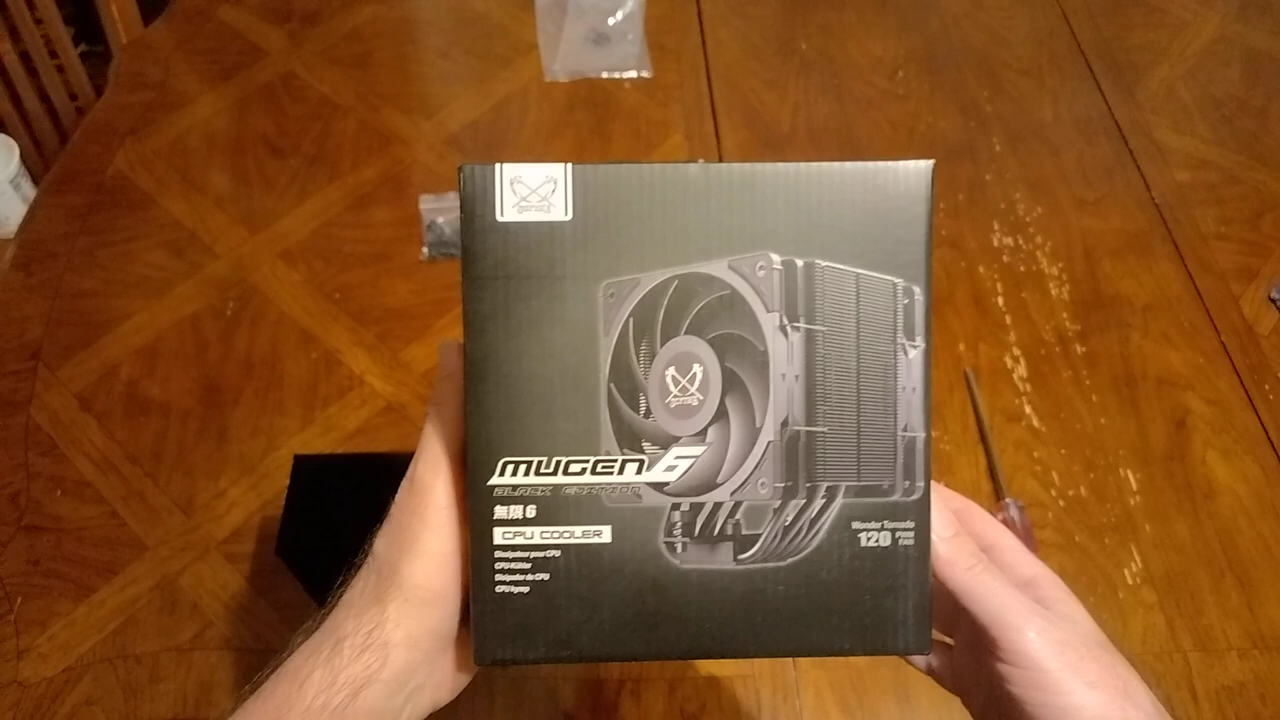 MUGEN 6
BLACK EDITION
無限 6
CPU COOLER
Dissipateur pour CPU
CPU-Kühler
Disipador de CPU
Wonder Tornado
120 PWM FAN